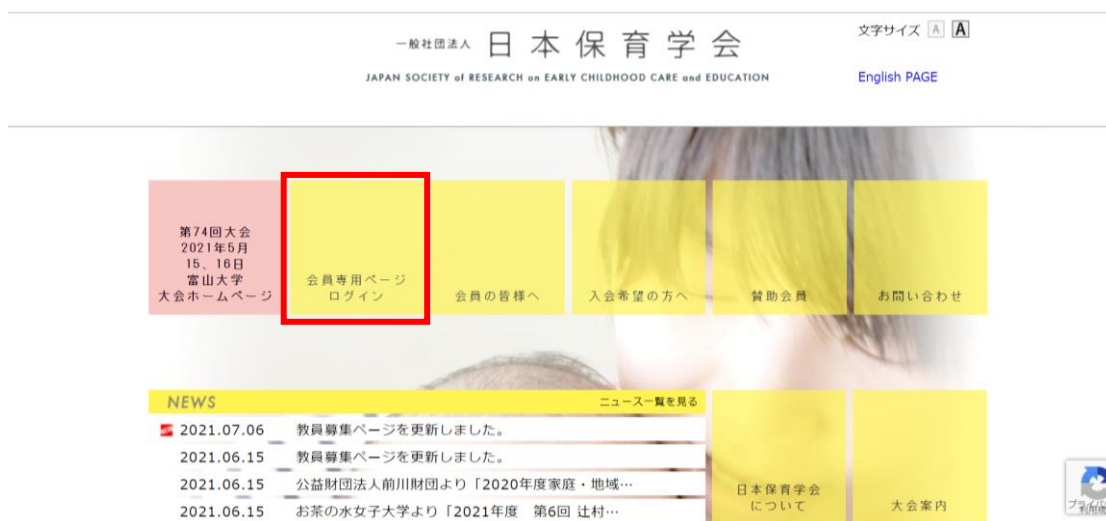 文字サイズ A A
一般社団法人 日本保育学会
JAPAN SOCIETY of RESEARCH on EARLY CHILDHOOD CARE and EDUCATION
English PAGE
第74回大会
2021年5月
15、16日
富山大学
大会ホームページ
会員専用ページ
ログイン
会員の皆様へ
入会希望の方へ
賛助会員
お問い合わせ
NEWS
ニュース一覧を見る
2021.07.06 教員募集ページを更新しました。
2021.06.15 教員募集ページを更新しました。
2021.06.15 公益財団法人前川財団より「2020年度家庭・地域…
2021.06.15 お茶の水女子大学より「2021年度 第6回 辻村…
日本保育学会
について
大会案内